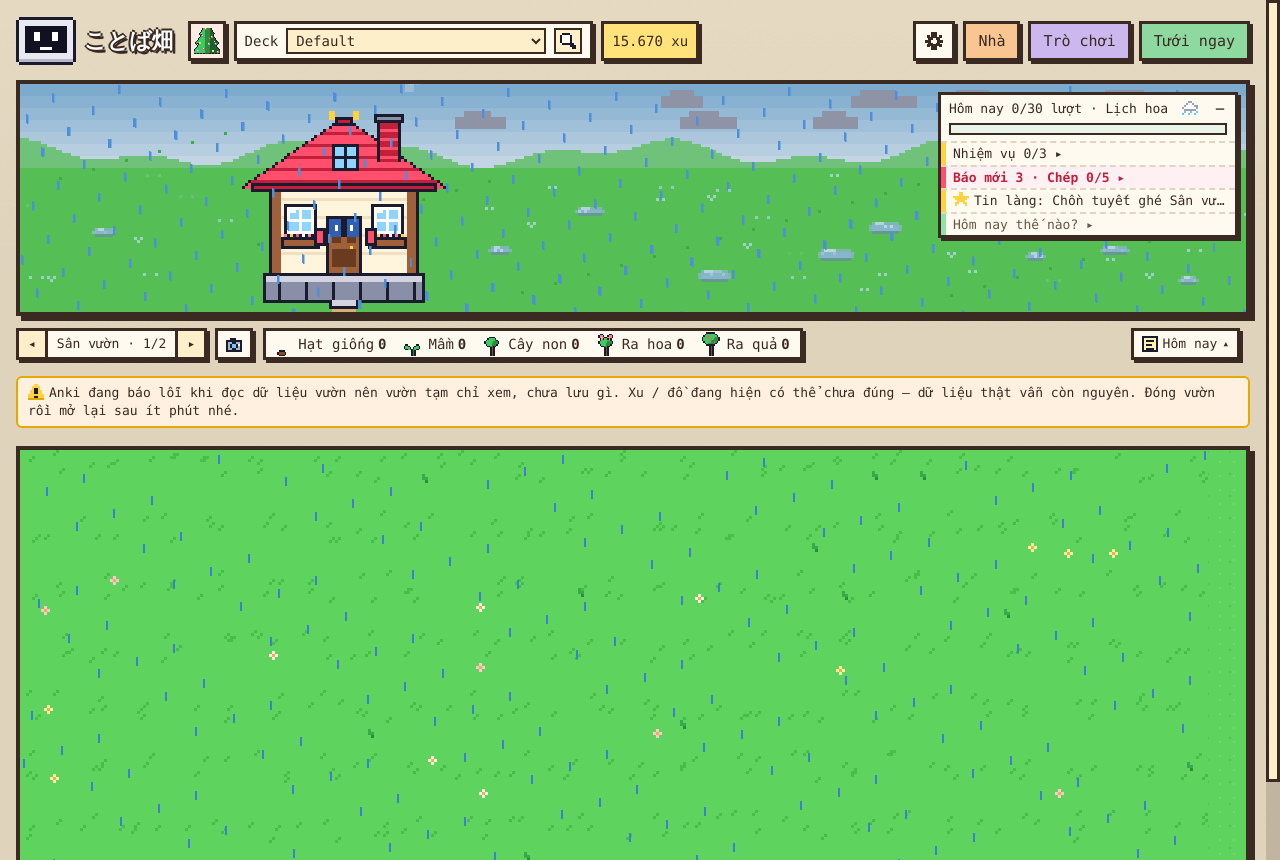 ことば畑
Deck Default 15.670 xu Nhà Trò chơi Tưới ngay
Hôm nay 0/30 lượt · Lịch hoa –
Nhiệm vụ 0/3 ▸
Báo mới 3 · Chép 0/5 ▸
Tin làng: Chồn tuyết ghé Sân vư…
Hôm nay thế nào? ▸
◂ Sân vườn · 1/2 ▸ Hạt giống 0 Mầm 0 Cây non 0 Ra hoa 0 Ra quả 0 Hôm nay ▴
Anki đang báo lỗi khi đọc dữ liệu vườn nên vườn tạm chỉ xem, chưa lưu gì. Xu / đồ đang hiện có thể chưa đúng — dữ liệu thật vẫn còn nguyên. Đóng vườn
rồi mở lại sau ít phút nhé.